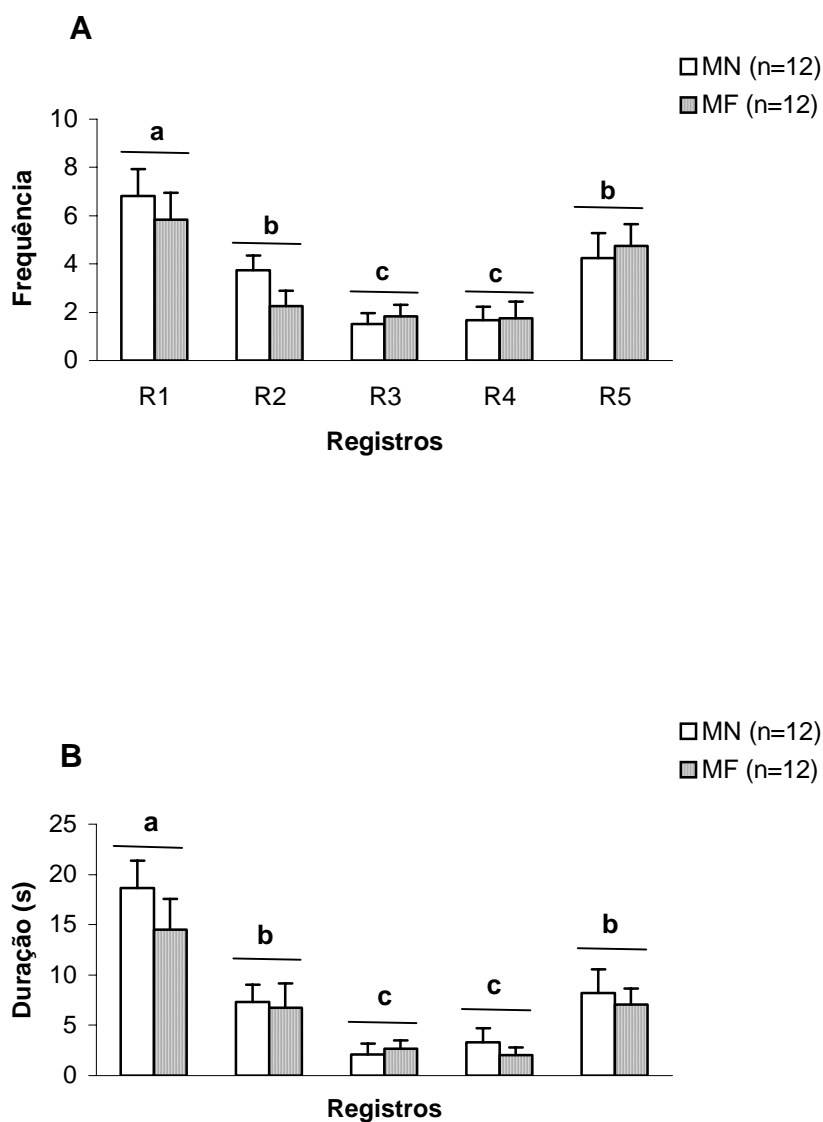 A
MN (n=12)
MF (n=12)
10
8
6
4
2
0
Frequência
a
b
c
c
b
R1 R2 R3 R4 R5
Registros
B
MN (n=12)
MF (n=12)
25
20
15
10
5
0
Duração (s)
a
b
c
c
b
Registros